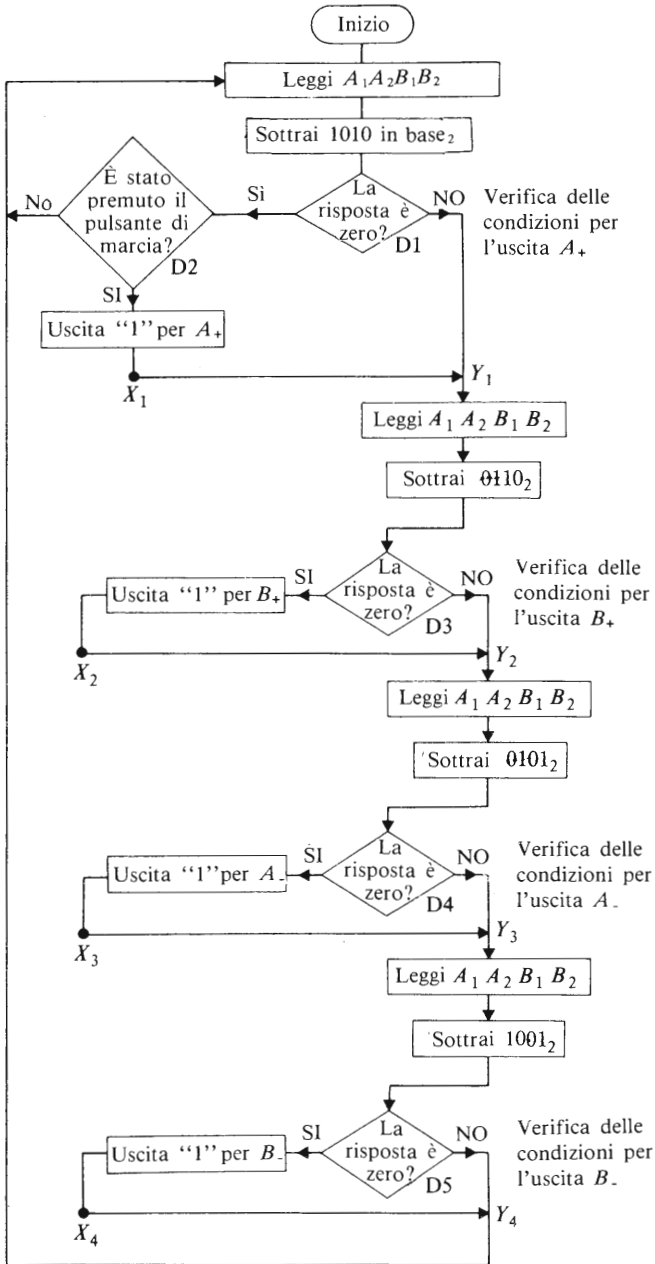 Inizio
Leggi A₁A₂B₁B₂
Sottrai 1010 in base₂
È stato
premuto il
pulsante di
marcia?
D2
No
Sì
La
risposta è
zero?
D1
NO
Verifica delle
condizioni per
l'uscita A₊
SI
Uscita "1" per A₊
X₁
Y₁
Leggi A₁ A₂ B₁ B₂
Sottrai 0110₂
La
risposta è
zero?
D3
SI
NO
Uscita "1" per B₊
Verifica delle
condizioni per
l'uscita B₊
X₂
Y₂
Leggi A₁ A₂ B₁ B₂
Sottrai 0101₂
La
risposta è
zero?
D4
SI
NO
Uscita "1" per A₋
Verifica delle
condizioni per
l'uscita A₋
X₃
Y₃
Leggi A₁ A₂ B₁ B₂
Sottrai 1001₂
La
risposta è
zero?
D5
SI
NO
Uscita "1" per B₋
Verifica delle
condizioni per
l'uscita B₋
X₄
Y₄